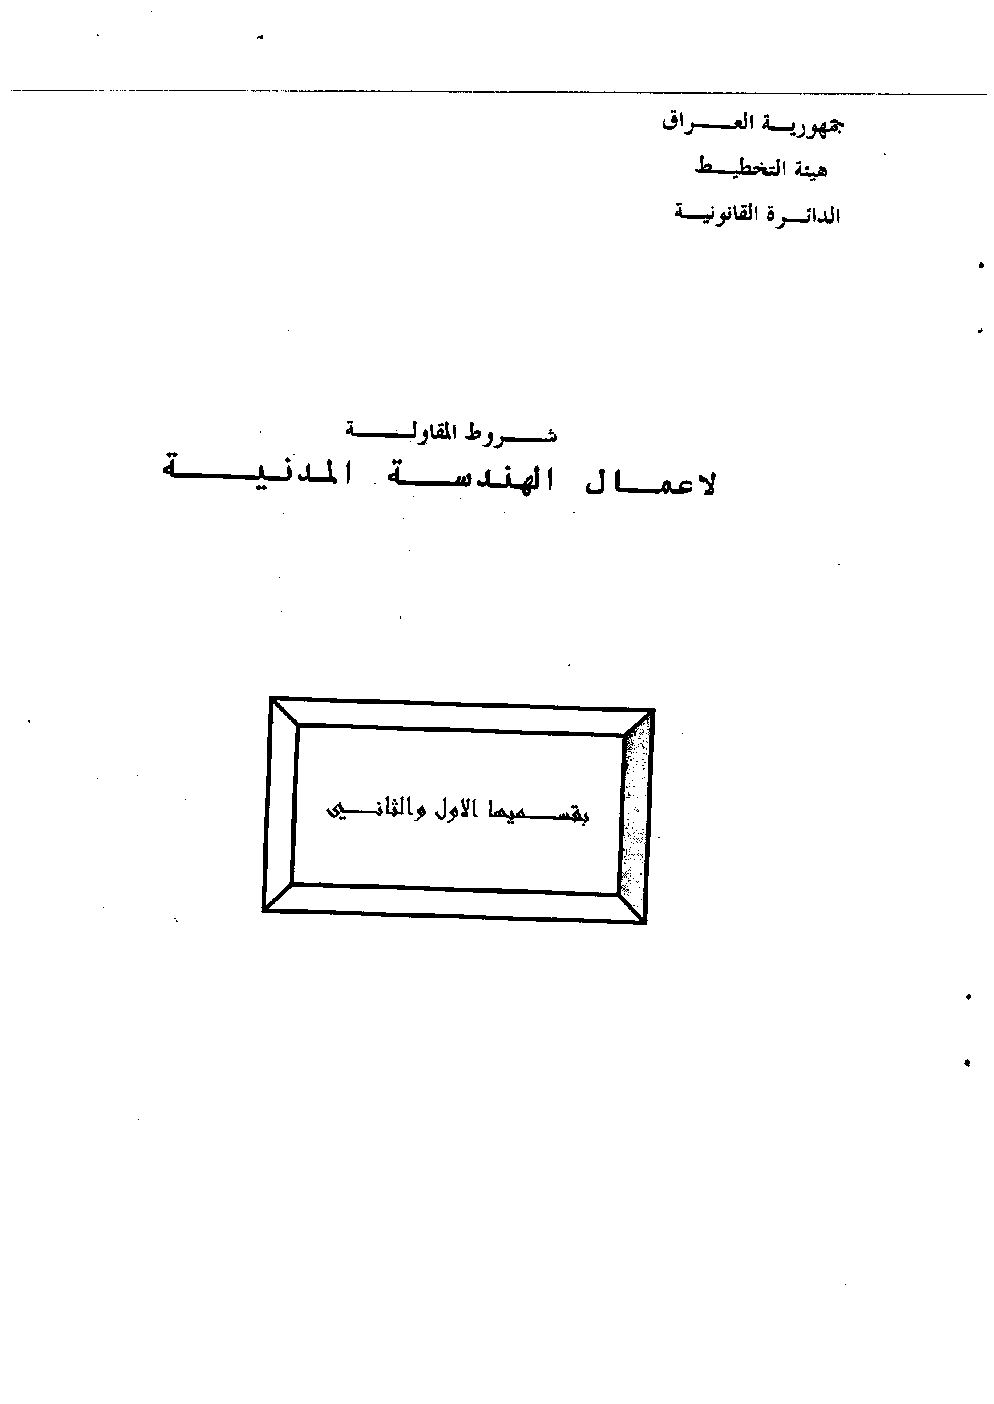 جمهورية العراق
هيئة التخطيط
الدائرة القانونية
شروط المقاولة
لاعمال الهندسة المدنية
بقسميها الاول والثاني